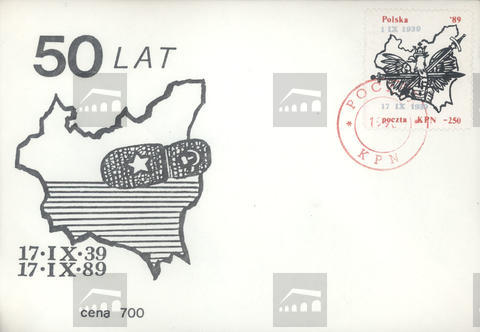 50 LAT
17·IX·39
17·IX·89
cena 700
Polska '89
1 IX 1939
17 IX 1939
poczta KPN -250
* POCZ
KPN